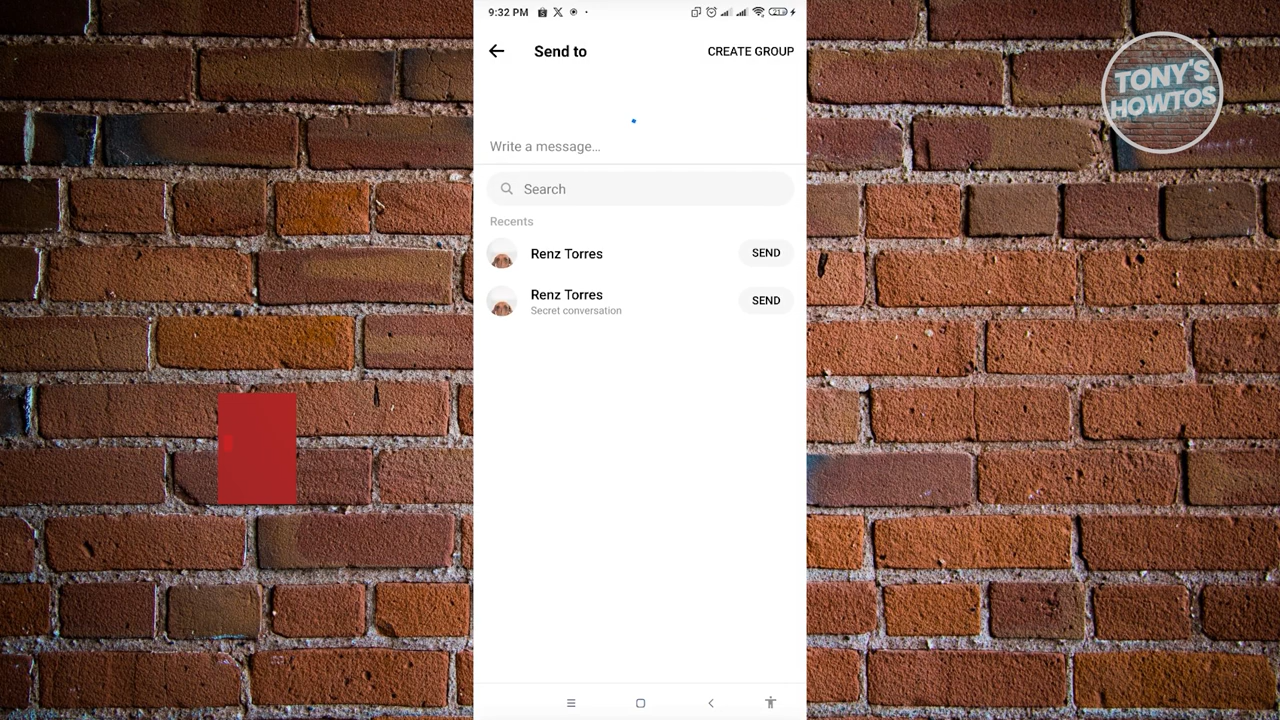 9:32 PM
21
Send to
CREATE GROUP
TONY'S
HOWTOS
Write a message...
Search
Recents
Renz Torres
SEND
Renz Torres
SEND
Secret conversation